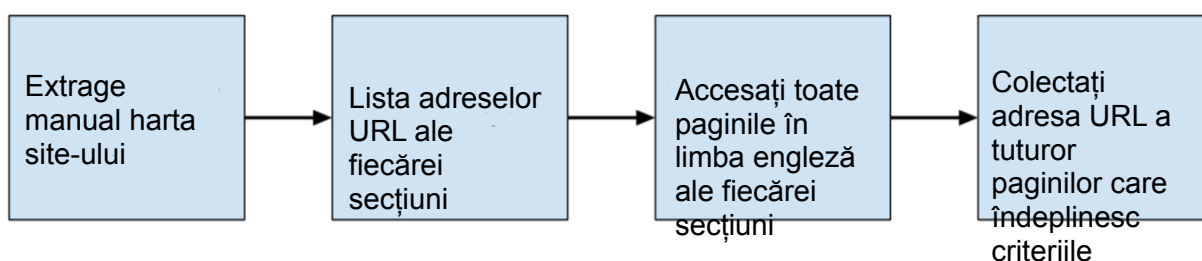 Extrage
manual harta
site-ului
Lista adreselor
URL ale
fiecărei
secțiuni
Accesați toate
paginile în
limba engleză
ale fiecărei
secțiuni
Colectați
adresa URL a
tuturor
paginilor care
îndeplinesc
criteriile